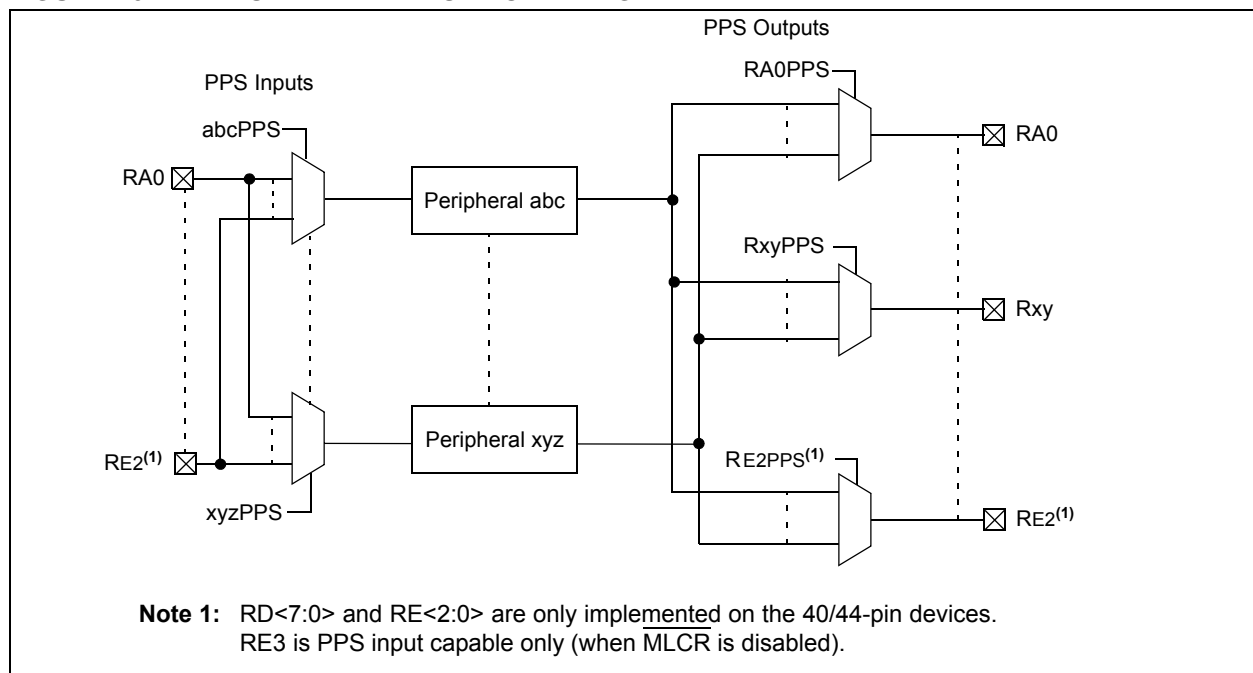 PPS Outputs
RA0PPS
PPS Inputs
abcPPS
RA0
RA0
Peripheral abc
RxyPPS
Rxy
Peripheral xyz
RE2(1)
RE2PPS(1)
xyzPPS
RE2(1)
Note 1: RD<7:0> and RE<2:0> are only implemented on the 40/44-pin devices.
RE3 is PPS input capable only (when MLCR is disabled).